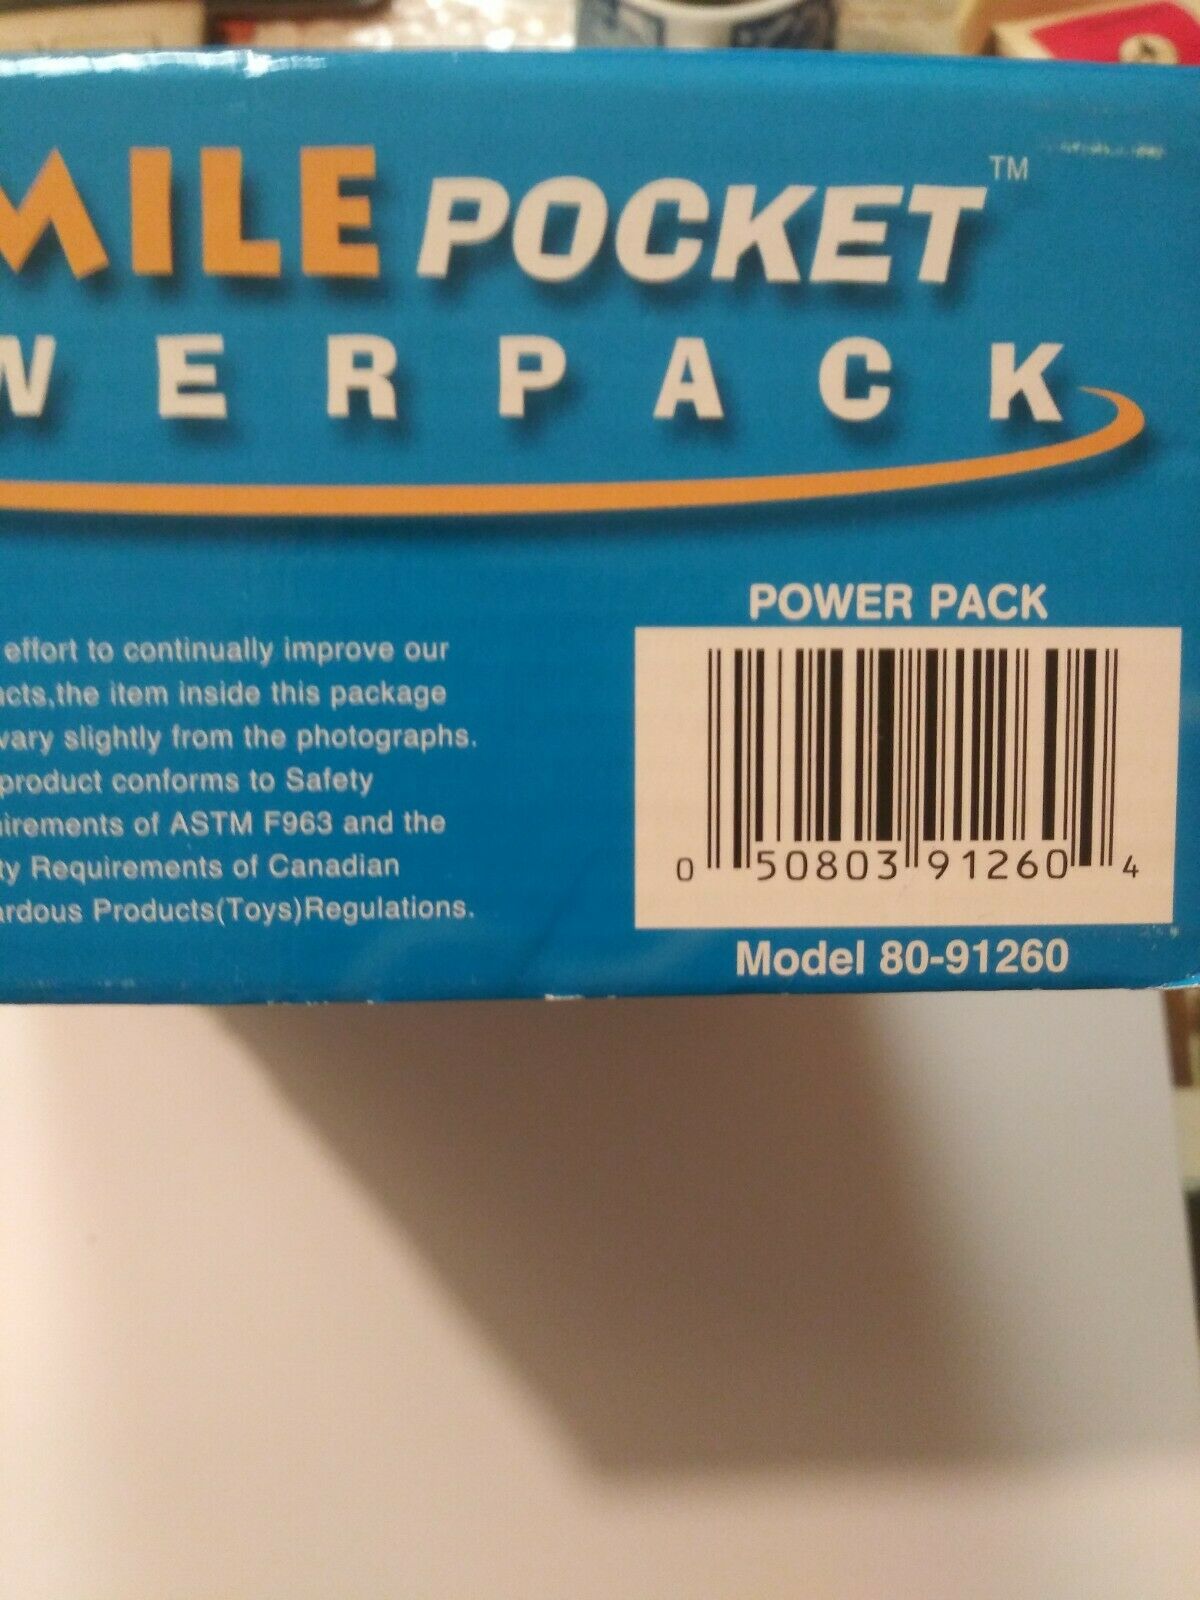 MILE POCKET™
WERPACK
POWER PACK
effort to continually improve our
cts,the item inside this package
vary slightly from the photographs.
product conforms to Safety
irements of ASTM F963 and the
ty Requirements of Canadian
ardous Products(Toys)Regulations.
0 50803 91260 4
Model 80-91260